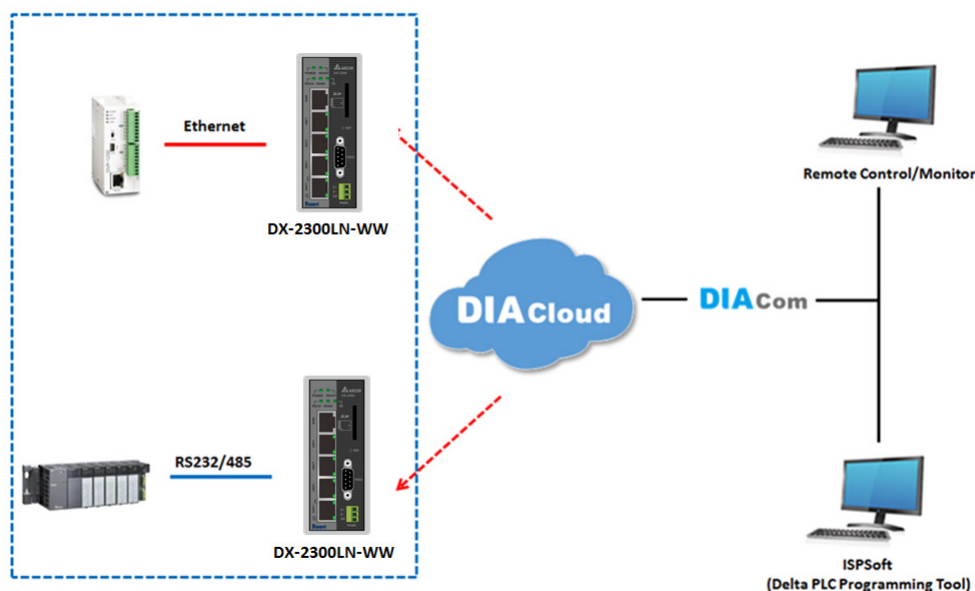 Ethernet
DX-2300LN-WW
Remote Control/Monitor
DIACloud
DIACom
RS232/485
DX-2300LN-WW
ISPSoft
(Delta PLC Programming Tool)